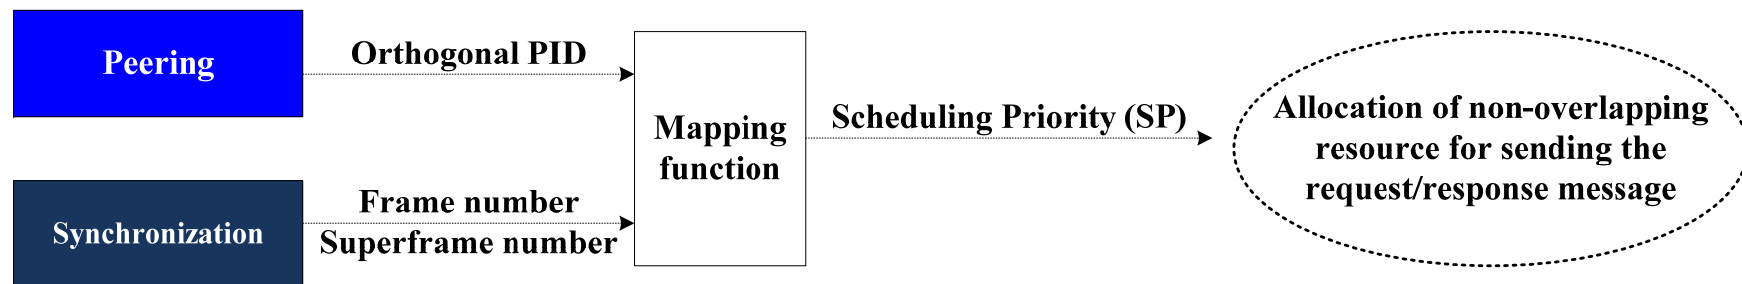 Peering
Orthogonal PID
Synchronization
Frame number
Superframe number
Mapping
function
Scheduling Priority (SP)
Allocation of non-overlapping
resource for sending the
request/response message